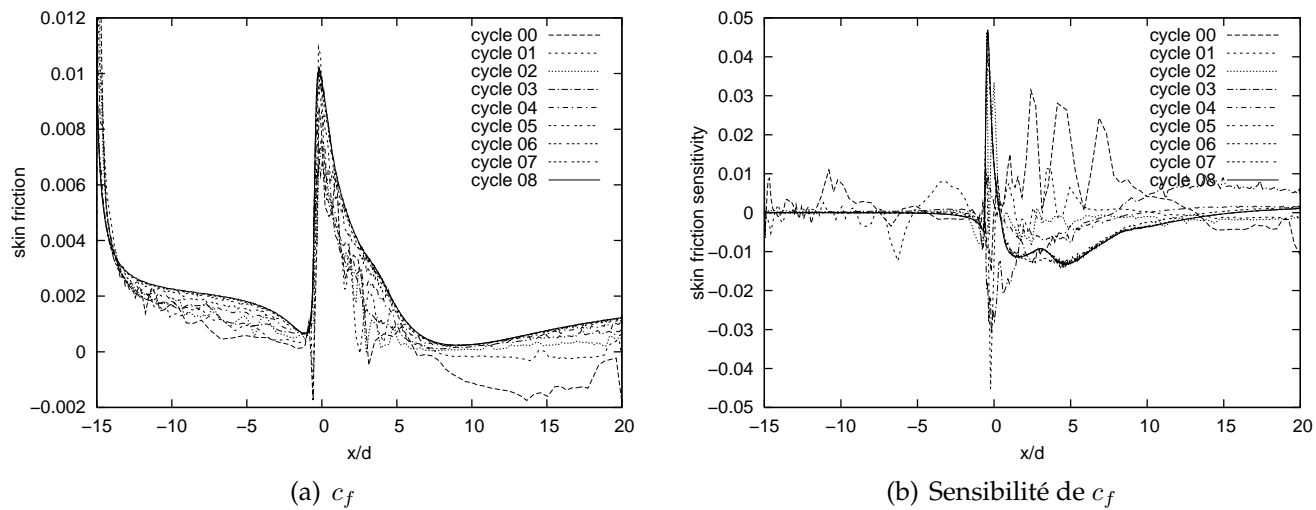 0.012
0.01
0.008
0.006
0.004
0.002
0
−0.002
skin friction
−15
−10
−5
0
5
10
15
20
x/d
cycle 00
cycle 01
cycle 02
cycle 03
cycle 04
cycle 05
cycle 06
cycle 07
cycle 08
(a) c_f
0.05
0.04
0.03
0.02
0.01
0
−0.01
−0.02
−0.03
−0.04
−0.05
skin friction sensitivity
−15
−10
−5
0
5
10
15
20
x/d
cycle 00
cycle 01
cycle 02
cycle 03
cycle 04
cycle 05
cycle 06
cycle 07
cycle 08
(b) Sensibilité de c_f